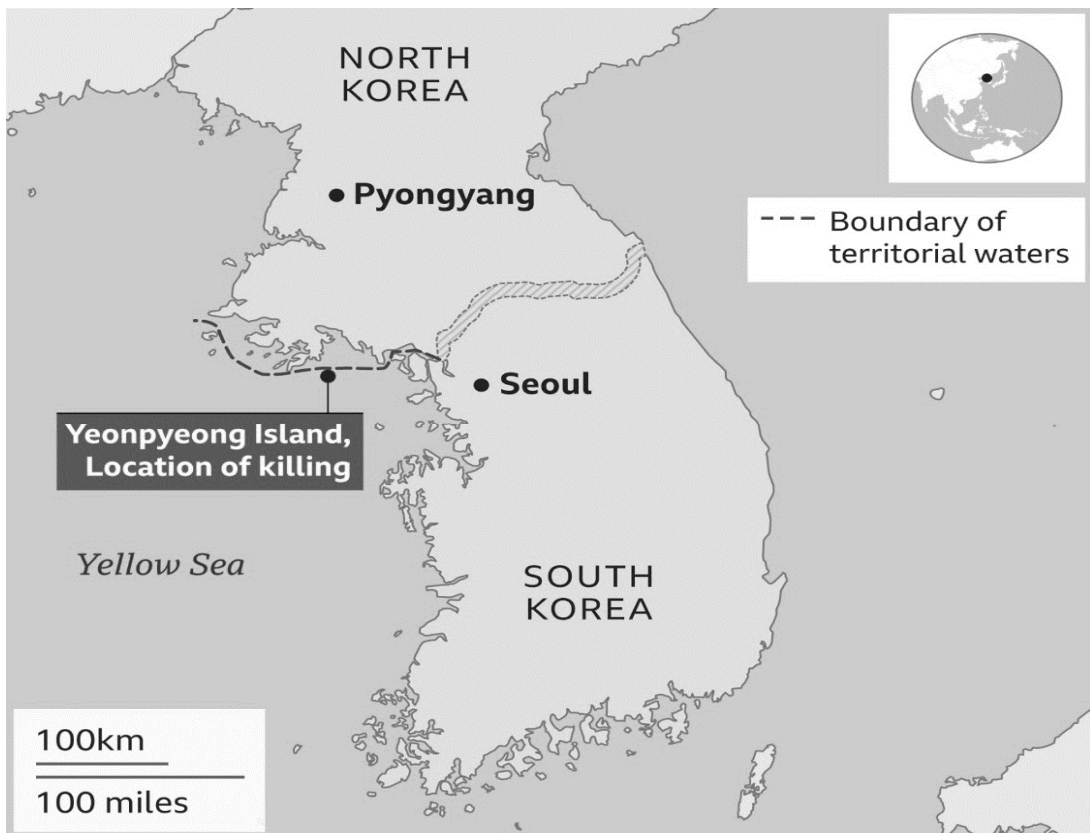 NORTH
KOREA
Pyongyang
Boundary of
territorial waters
Seoul
Yeonpyeong Island,
Location of killing
Yellow Sea
SOUTH
KOREA
100km
100 miles